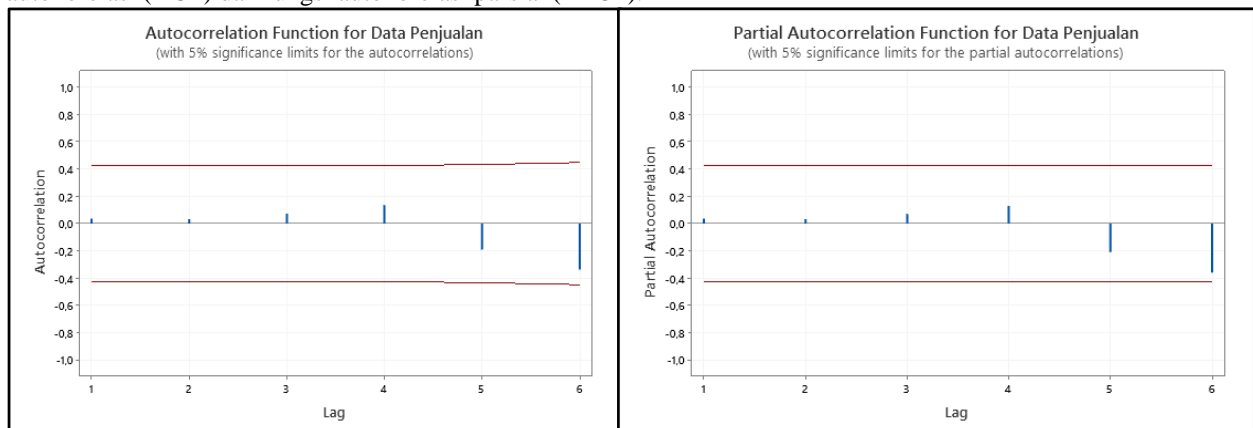 Autocorrelation Function for Data Penjualan
(with 5% significance limits for the autocorrelations)
1,0
0,8
0,6
0,4
0,2
0,0
-0,2
-0,4
-0,6
-0,8
-1,0
Autocorrelation
1 2 3 4 5 6
Lag
Partial Autocorrelation Function for Data Penjualan
(with 5% significance limits for the partial autocorrelations)
1,0
0,8
0,6
0,4
0,2
0,0
-0,2
-0,4
-0,6
-0,8
-1,0
Partial Autocorrelation
1 2 3 4 5 6
Lag